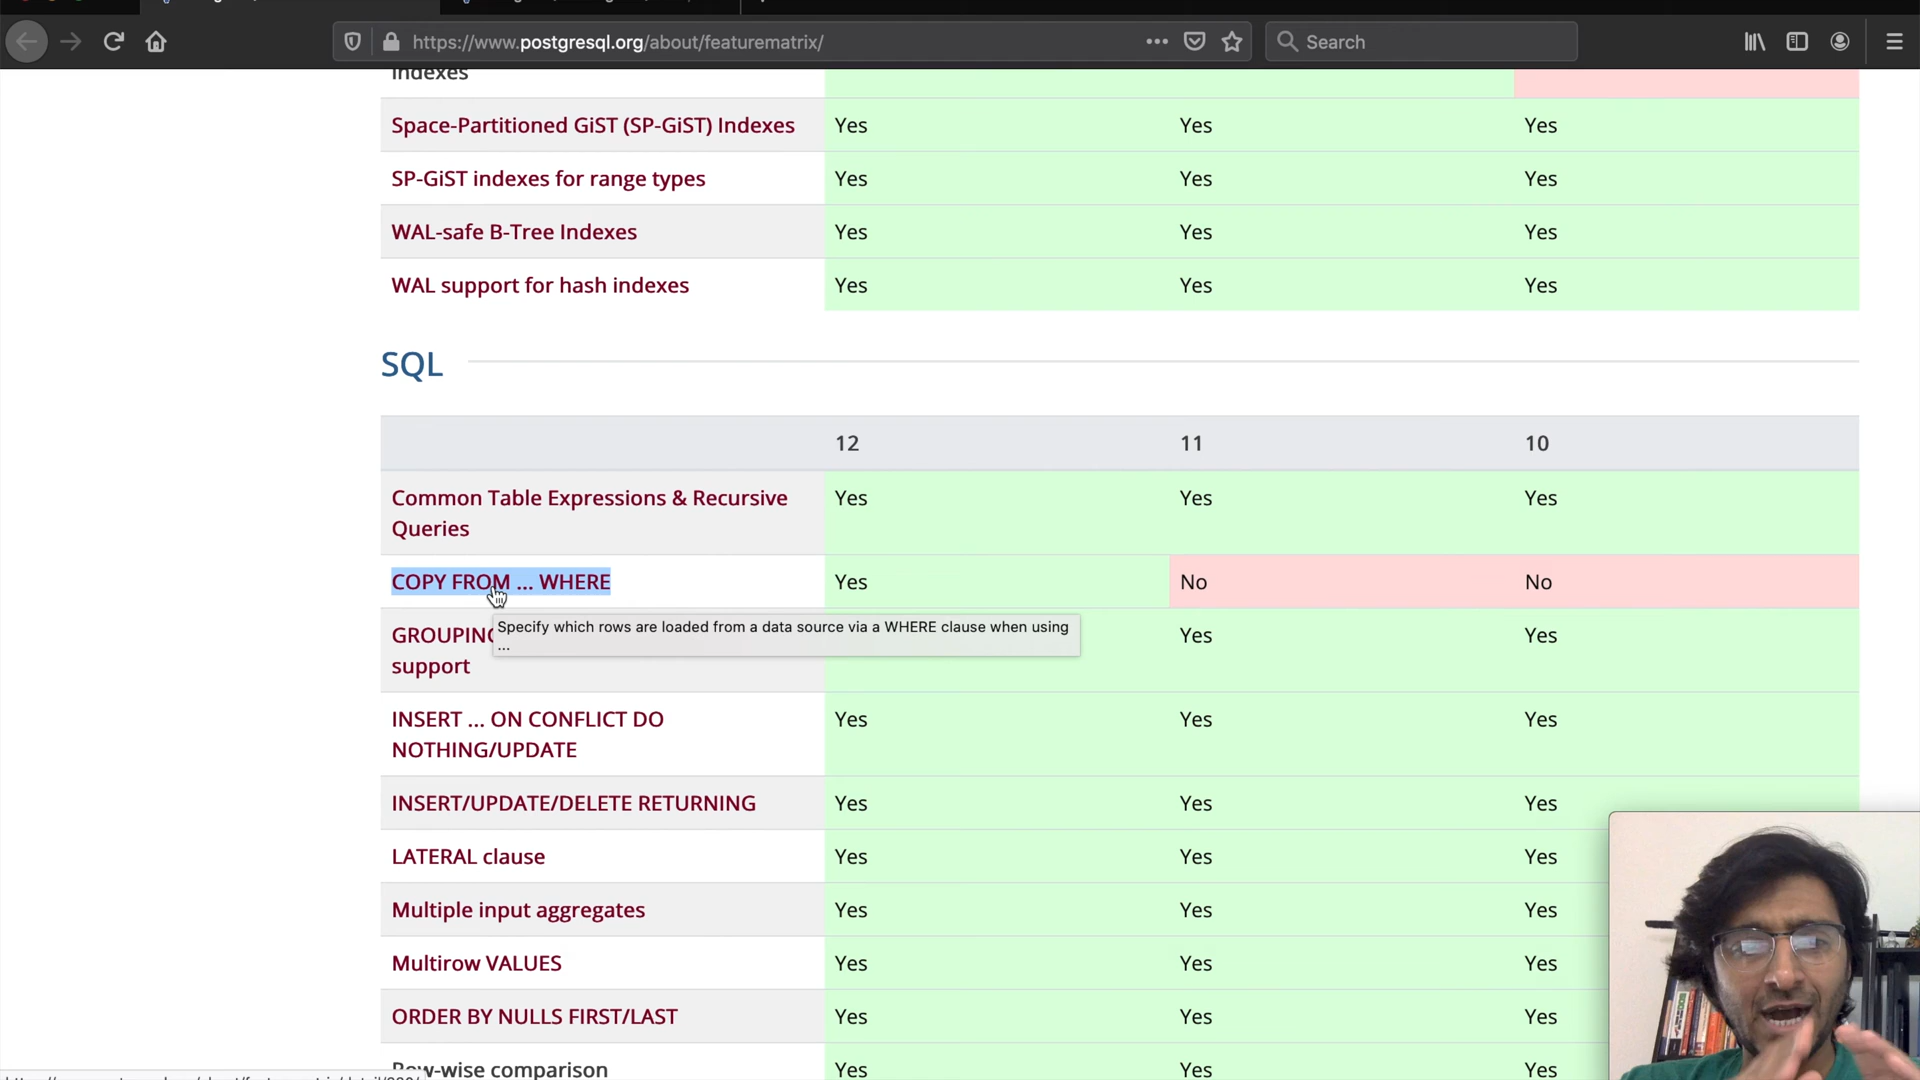 https://www.postgresql.org/about/featurematrix/
Search
Indexes
Space-Partitioned GiST (SP-GiST) Indexes Yes Yes Yes
SP-GiST indexes for range types Yes Yes Yes
WAL-safe B-Tree Indexes Yes Yes Yes
WAL support for hash indexes Yes Yes Yes
SQL
12 11 10
Common Table Expressions & Recursive Yes Yes Yes
Queries
COPY FROM ... WHERE Yes No No
Specify which rows are loaded from a data source via a WHERE clause when using
...
GROUPING Yes Yes
support
INSERT ... ON CONFLICT DO Yes Yes Yes
NOTHING/UPDATE
INSERT/UPDATE/DELETE RETURNING Yes Yes Yes
LATERAL clause Yes Yes Yes
Multiple input aggregates Yes Yes Yes
Multirow VALUES Yes Yes Yes
ORDER BY NULLS FIRST/LAST Yes Yes Yes
Row-wise comparison Yes Yes Yes